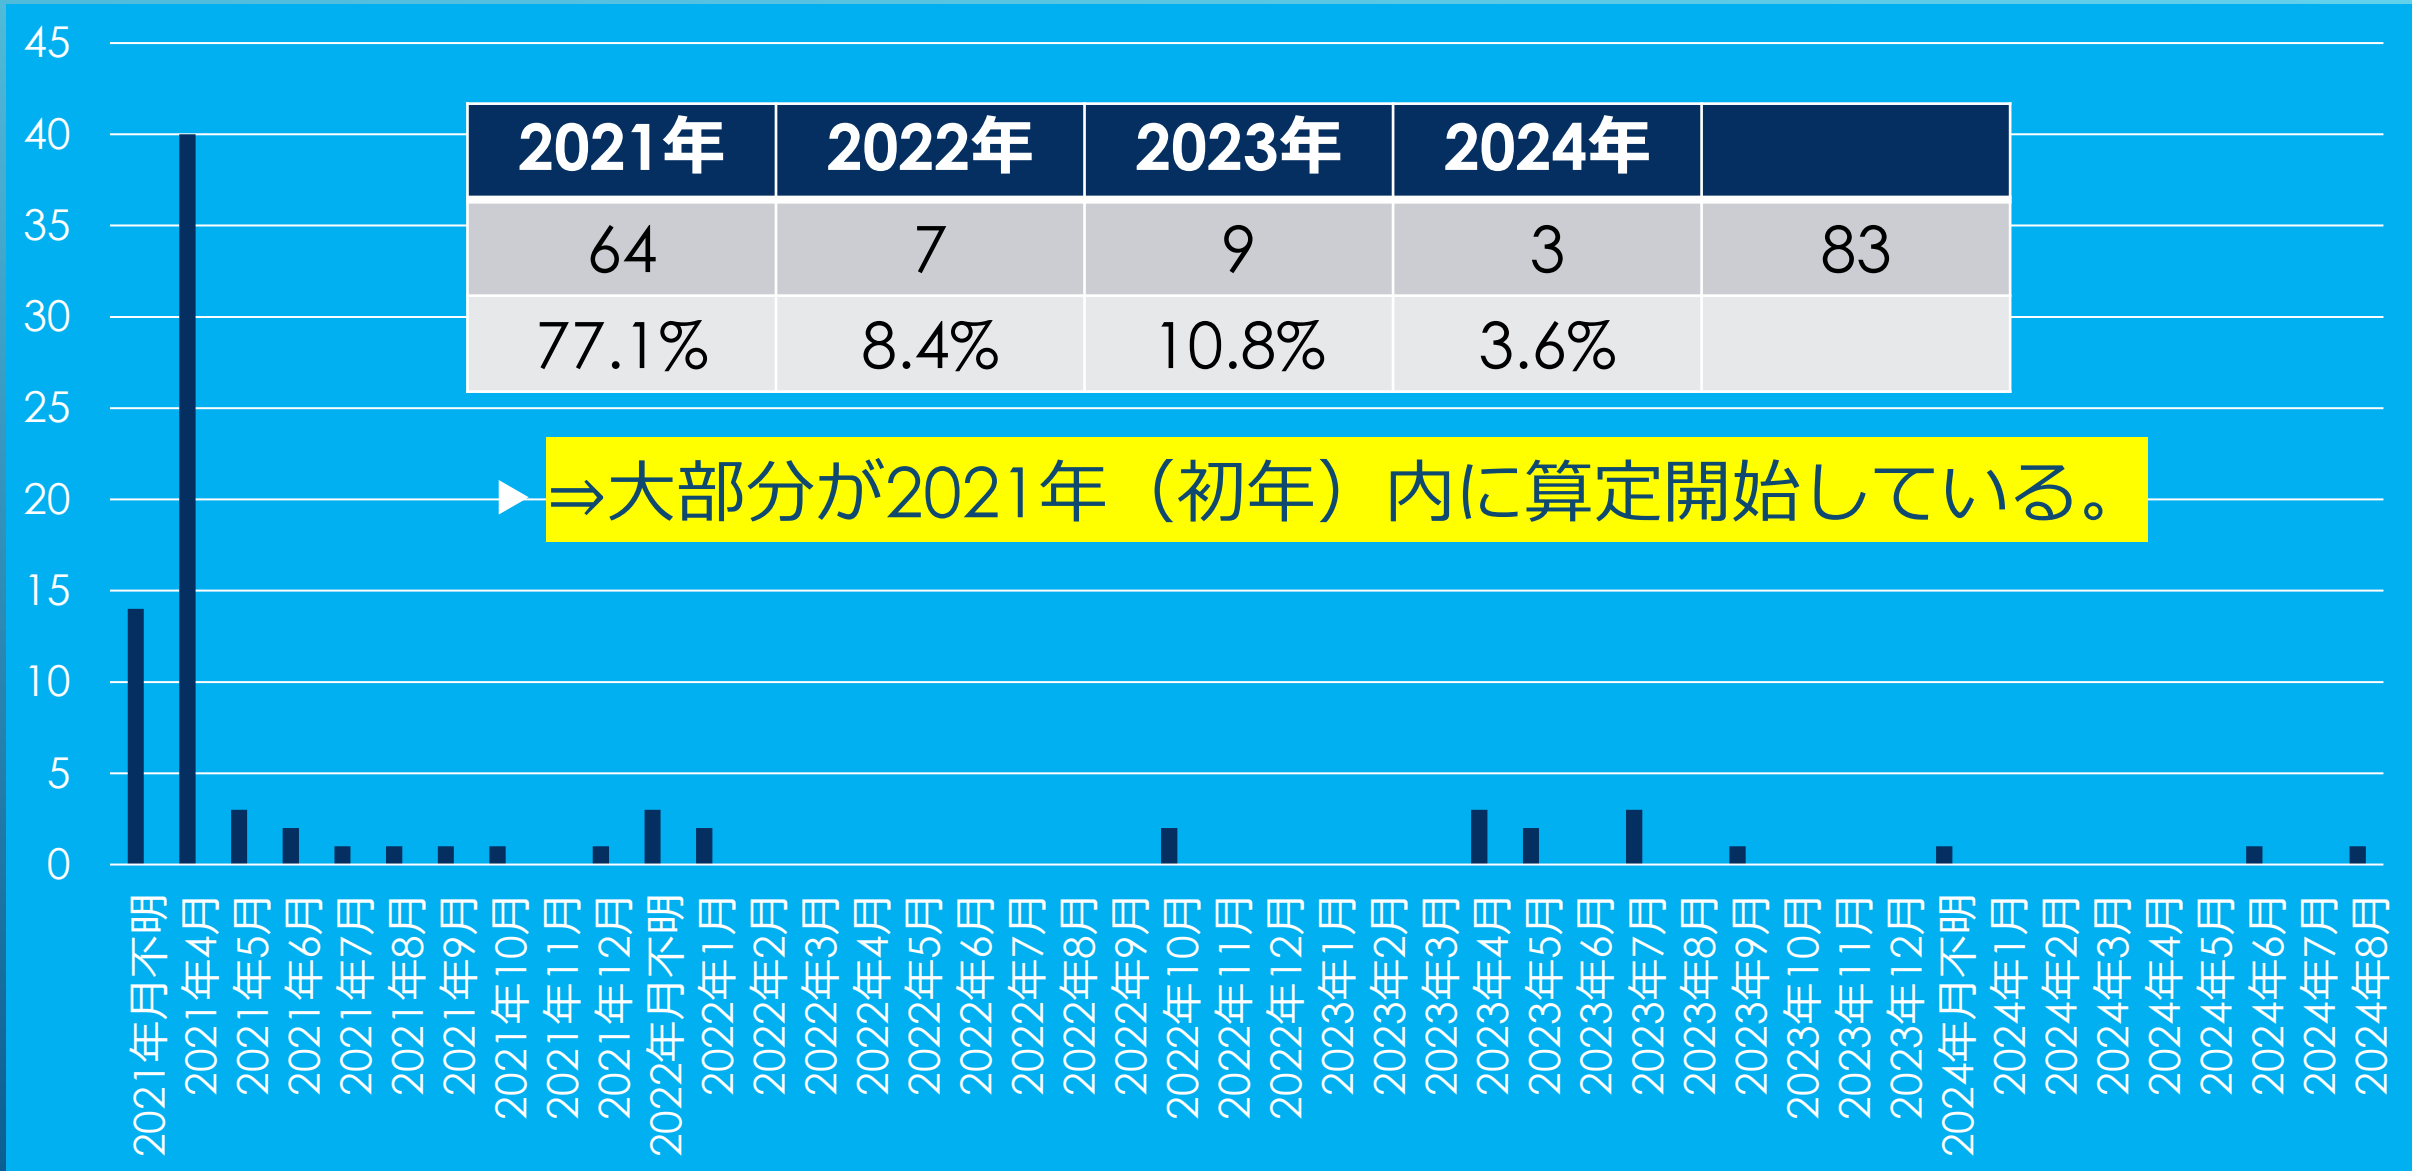 45
40
35
30
25
20
15
10
5
0
2021年 2022年 2023年 2024年
64 7 9 3 83
77.1% 8.4% 10.8% 3.6%
⇒大部分が2021年（初年）内に算定開始している。
2021年月不明
2021年4月
2021年5月
2021年6月
2021年7月
2021年8月
2021年9月
2021年10月
2021年11月
2021年12月
2022年月不明
2022年1月
2022年2月
2022年3月
2022年4月
2022年5月
2022年6月
2022年7月
2022年8月
2022年9月
2022年10月
2022年11月
2022年12月
2023年1月
2023年2月
2023年3月
2023年4月
2023年5月
2023年6月
2023年7月
2023年8月
2023年9月
2023年10月
2023年11月
2023年12月
2024年月不明
2024年1月
2024年2月
2024年3月
2024年4月
2024年5月
2024年6月
2024年7月
2024年8月